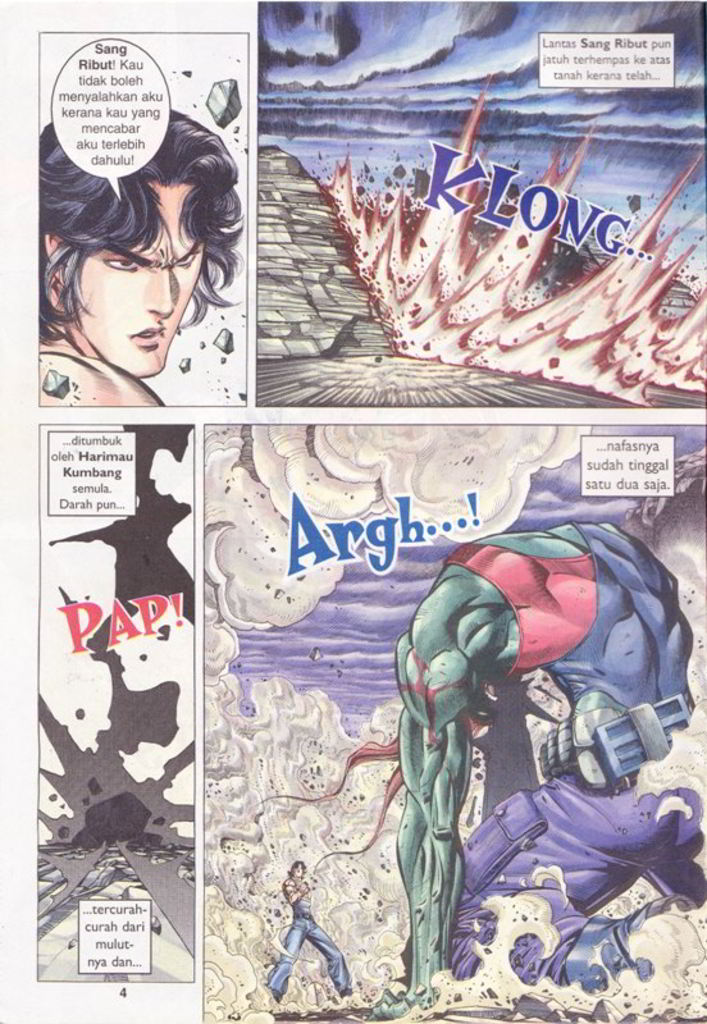 Sang
Ribut! Kau
tidak boleh
menyalahkan aku
kerana kau yang
mencabar
aku terlebih
dahulu!
Lantas Sang Ribut pun
jatuh terhempas ke atas
tanah kerana telah...
KLONG...
...ditumbuk
oleh Harimau
Kumbang
semula.
Darah pun...
PAP!
...tercurah-
curah dari
mulut-
nya dan...
...nafasnya
sudah tinggal
satu dua saja.
Argh...!
4